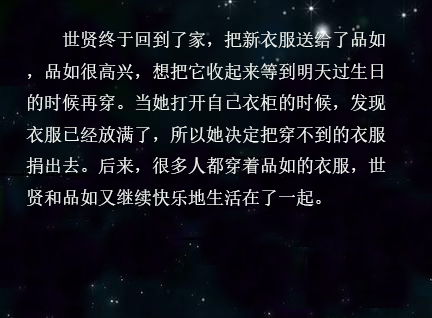 世贤终于回到了家，把新衣服送给了品如
，品如很高兴，想把它收起来等到明天过生日
的时候再穿。当她打开自己衣柜的时候，发现
衣服已经放满了，所以她决定把穿不到的衣服
捐出去。后来，很多人都穿着品如的衣服，世
贤和品如又继续快乐地生活在了一起。